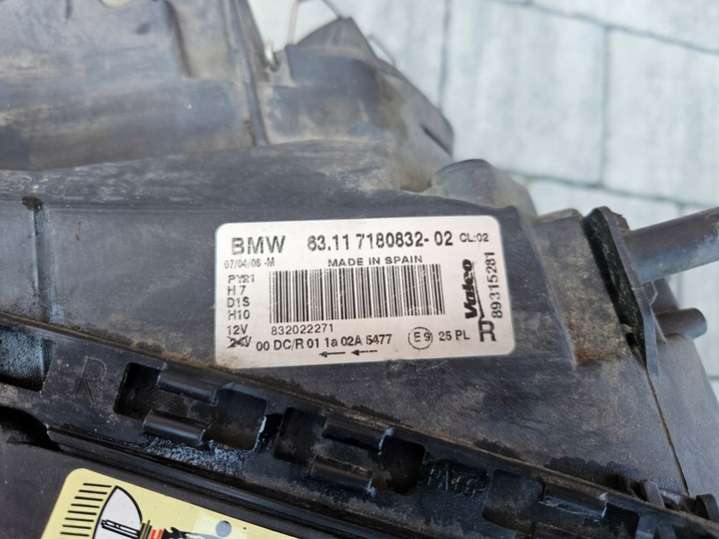 BMW 63.11 7180832-02 CL:02
07/04/06 -M MADE IN SPAIN
PY21
H7
D1S
H10
12V 832022271
24V 00 DC/R 01 1a 02A 5477 E9 25 PL
Valeo
89315281
R
R